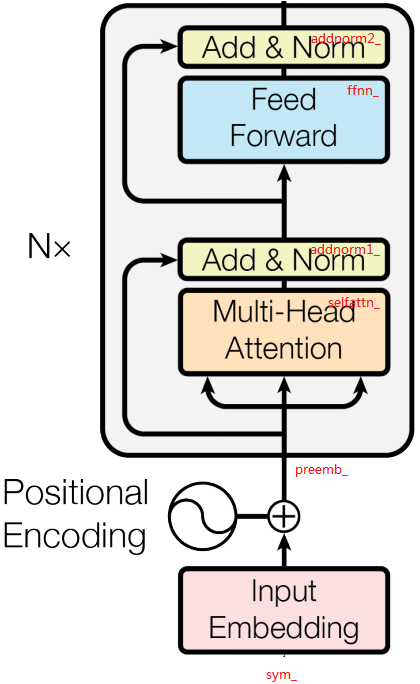 addnorm2_
Add & Norm
ffnn_
Feed
Forward
N×
addnorm1_
Add & Norm
selfattn_
Multi-Head
Attention
preemb_
Positional
Encoding
Input
Embedding
sym_